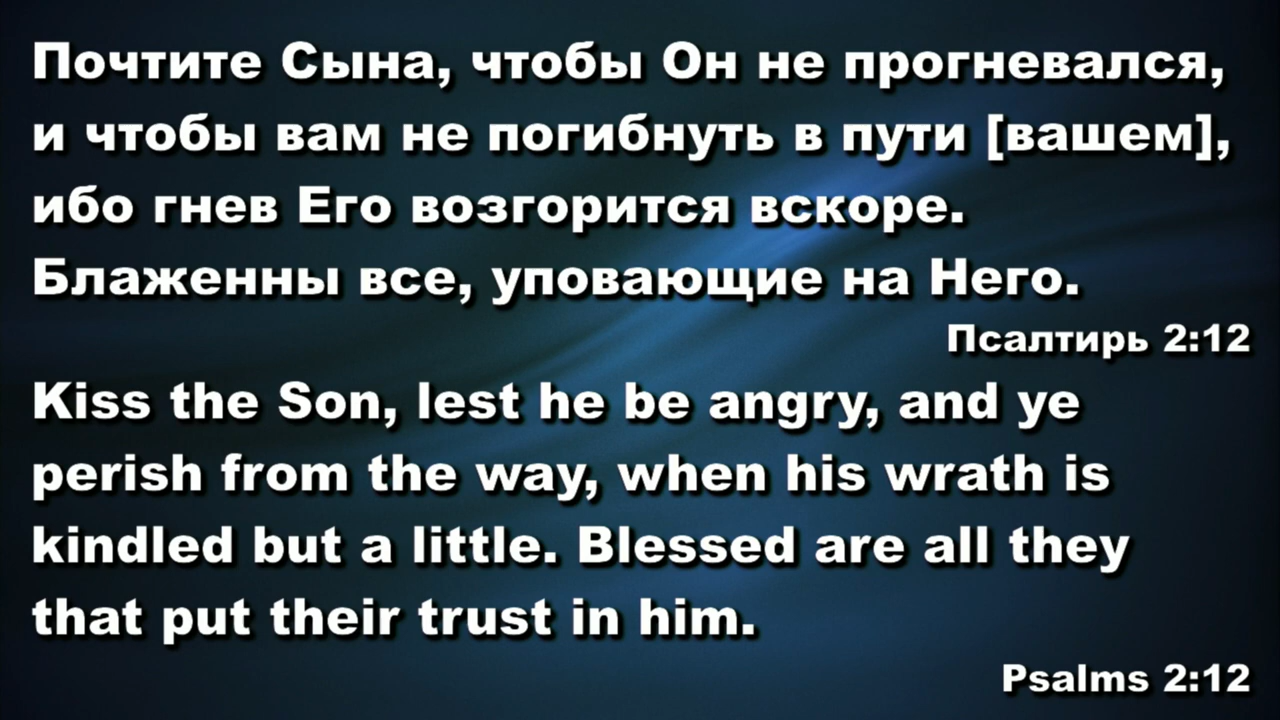 Почтите Сына, чтобы Он не прогневался,
и чтобы вам не погибнуть в пути [вашем],
ибо гнев Его возгорится вскоре.
Блаженны все, уповающие на Него.
Псалтирь 2:12
Kiss the Son, lest he be angry, and ye
perish from the way, when his wrath is
kindled but a little. Blessed are all they
that put their trust in him.
Psalms 2:12